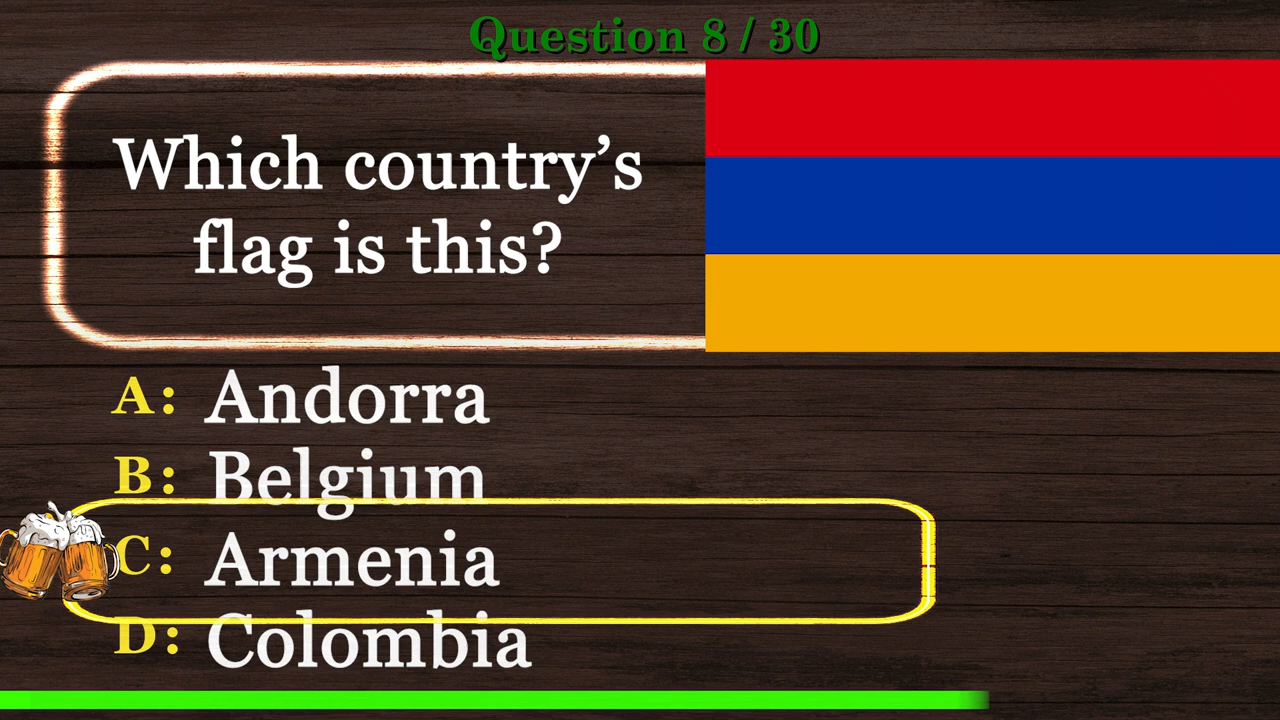 Question 8 / 30
Which country’s
flag is this?
A: Andorra
B: Belgium
C: Armenia
D: Colombia